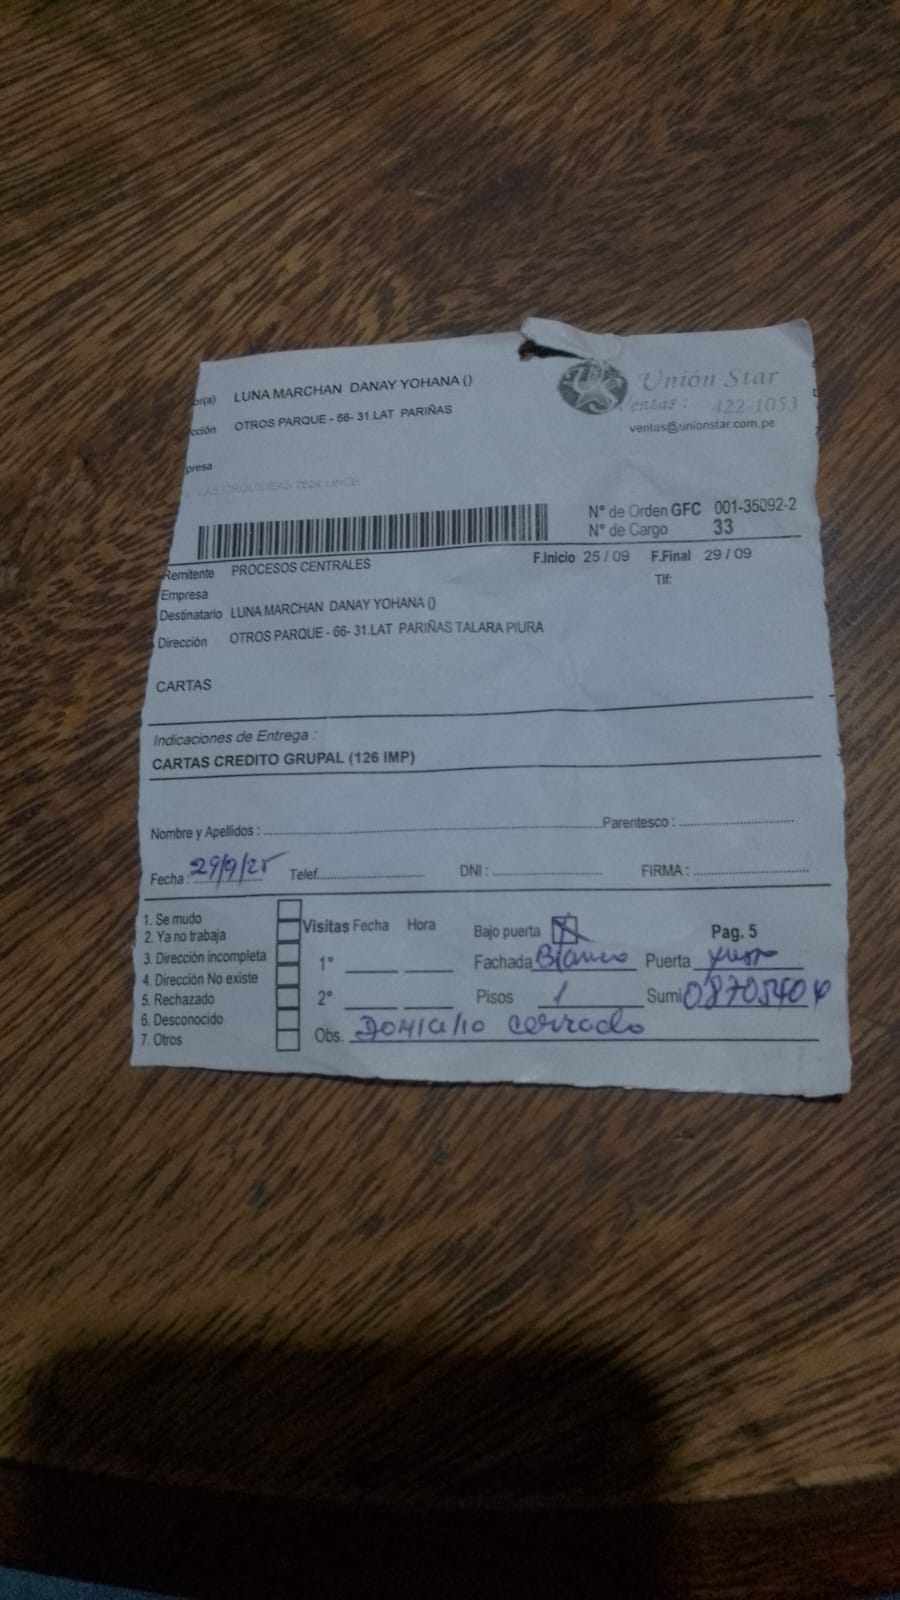 or(a) LUNA MARCHAN DANAY YOHANA ()
cción OTROS PARQUE - 66- 31.LAT PARIÑAS
presa
LAS ORQUIDEAS 2624 LINCE
Unión Star
Ventas : 422-1053
ventas@unionstar.com.pe
N° de Orden GFC 001-35092-2
N° de Cargo 33
Remitente PROCESOS CENTRALES
F.Inicio 25 / 09 F.Final 29 / 09
Empresa
Tlf:
Destinatario LUNA MARCHAN DANAY YOHANA ()
Dirección OTROS PARQUE - 66- 31.LAT PARIÑAS TALARA PIURA
CARTAS
Indicaciones de Entrega :
CARTAS CREDITO GRUPAL (126 IMP)
Nombre y Apellidos : Parentesco :
Fecha : 29/9/25 Telef. DNI : FIRMA :
1. Se mudo
2. Ya no trabaja
3. Dirección incompleta
4. Dirección No existe
5. Rechazado
6. Desconocido
7. Otros
Visitas Fecha Hora
1°
2°
Bajo puerta X Pag. 5
Fachada Blanco Puerta
Pisos 1 Sumi
Obs. Domicilio cerrado